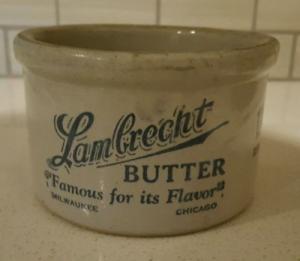 Lambrecht
BUTTER
"Famous for its Flavor"
MILWAUKEE CHICAGO